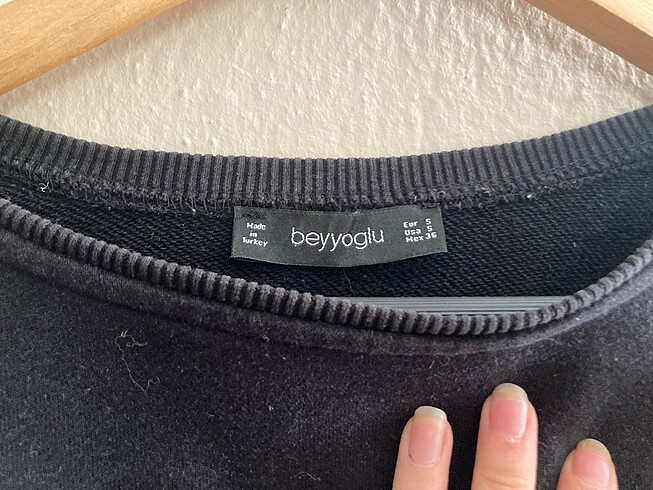 Made
in
Turkey
beyyoglu
Eur S
Usa S
Mex 36